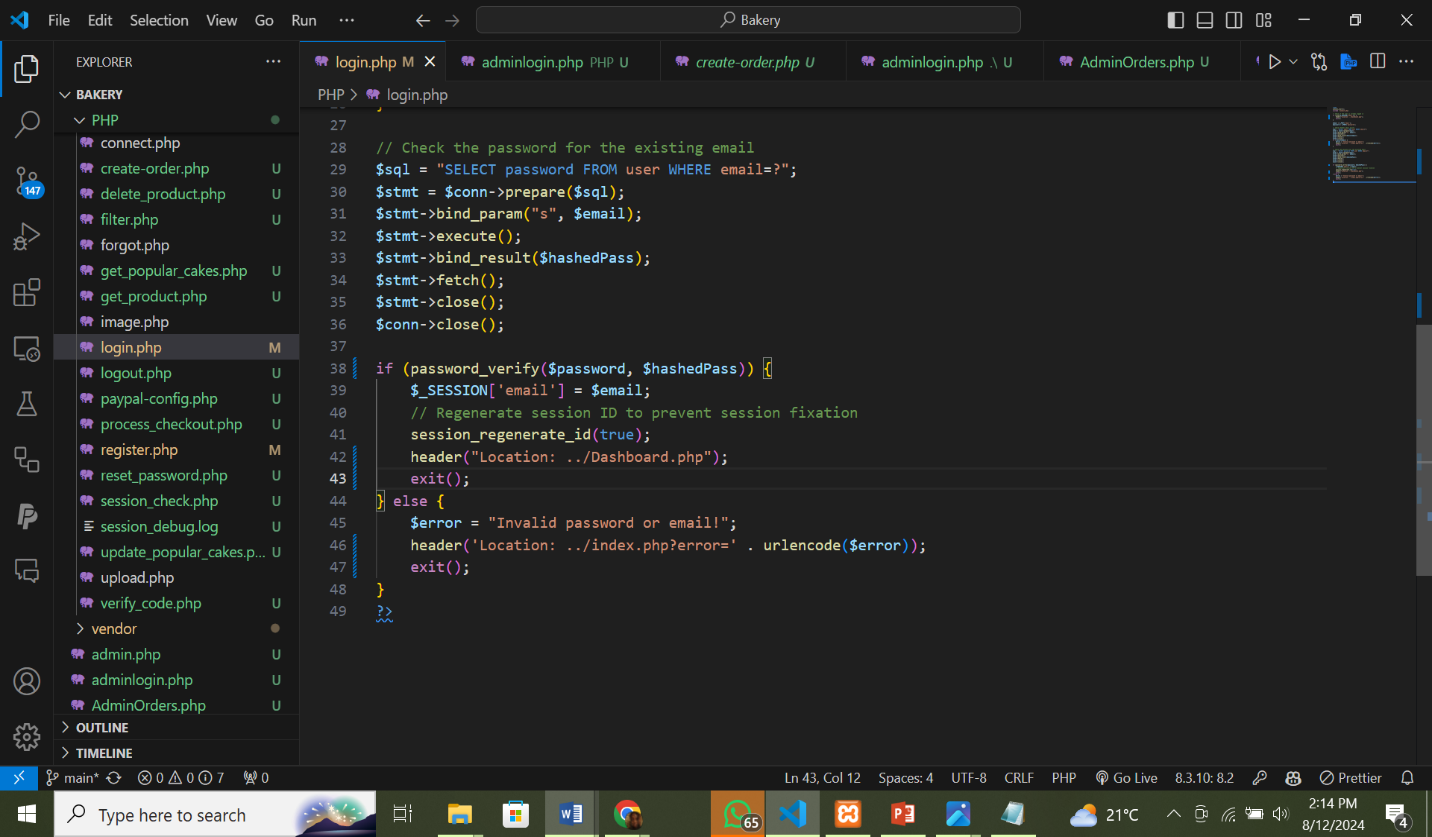 File Edit Selection View Go Run ··· Bakery
EXPLORER ···
login.php M
adminlogin.php PHP U
create-order.php U
adminlogin.php .\ U
AdminOrders.php U
BAKERY
PHP > login.php
PHP
connect.php
create-order.php U
delete_product.php U
filter.php U
forgot.php
get_popular_cakes.php U
get_product.php U
image.php
login.php M
logout.php U
paypal-config.php U
process_checkout.php U
register.php M
reset_password.php U
session_check.php U
session_debug.log U
update_popular_cakes.p... U
upload.php
verify_code.php U
vendor
admin.php U
adminlogin.php U
AdminOrders.php U
OUTLINE
TIMELINE
147
27
28 // Check the password for the existing email
29 $sql = "SELECT password FROM user WHERE email=?";
30 $stmt = $conn->prepare($sql);
31 $stmt->bind_param("s", $email);
32 $stmt->execute();
33 $stmt->bind_result($hashedPass);
34 $stmt->fetch();
35 $stmt->close();
36 $conn->close();
37
38 if (password_verify($password, $hashedPass)) {
39 $_SESSION['email'] = $email;
40 // Regenerate session ID to prevent session fixation
41 session_regenerate_id(true);
42 header("Location: ../Dashboard.php");
43 exit();
44 } else {
45 $error = "Invalid password or email!";
46 header('Location: ../index.php?error=' . urlencode($error));
47 exit();
48 }
49 ?>
main* 0 0 7 0 Ln 43, Col 12 Spaces: 4 UTF-8 CRLF PHP Go Live 8.3.10: 8.2 Prettier
Type here to search 65 21°C 2:14 PM
8/12/2024 4